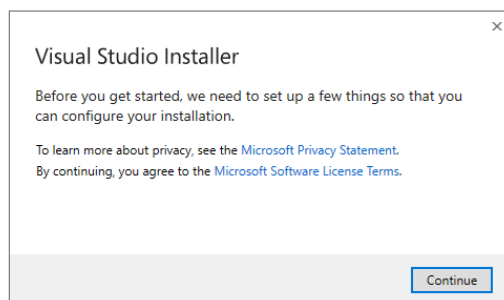 Visual Studio Installer
Before you get started, we need to set up a few things so that you
can configure your installation.
To learn more about privacy, see the Microsoft Privacy Statement.
By continuing, you agree to the Microsoft Software License Terms.
Continue